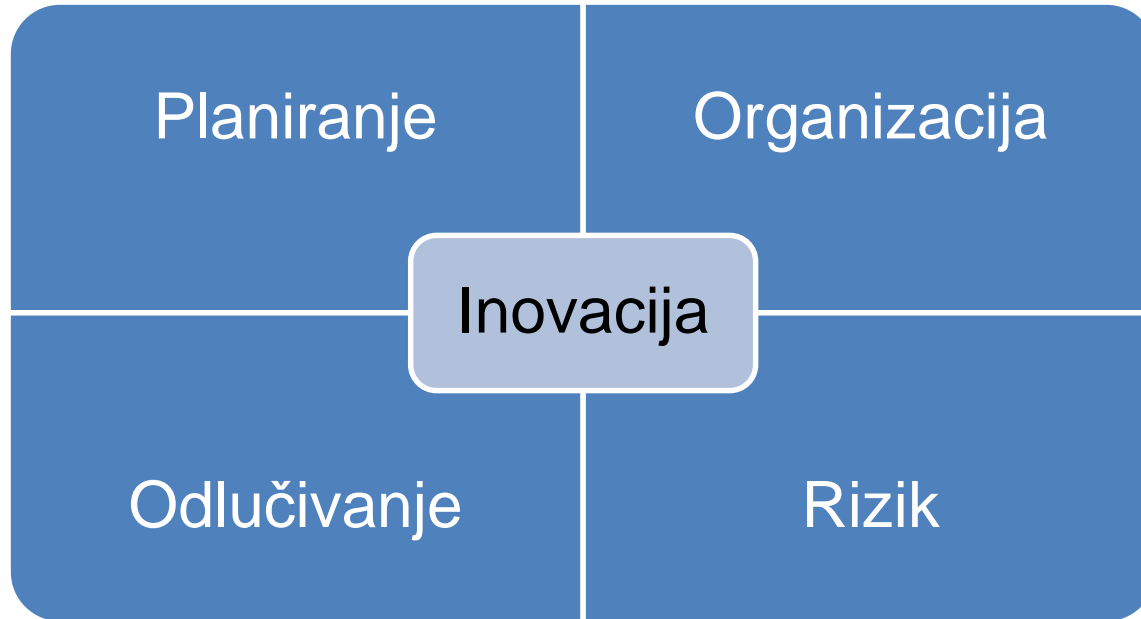 Planiranje
Organizacija
Inovacija
Odlučivanje
Rizik